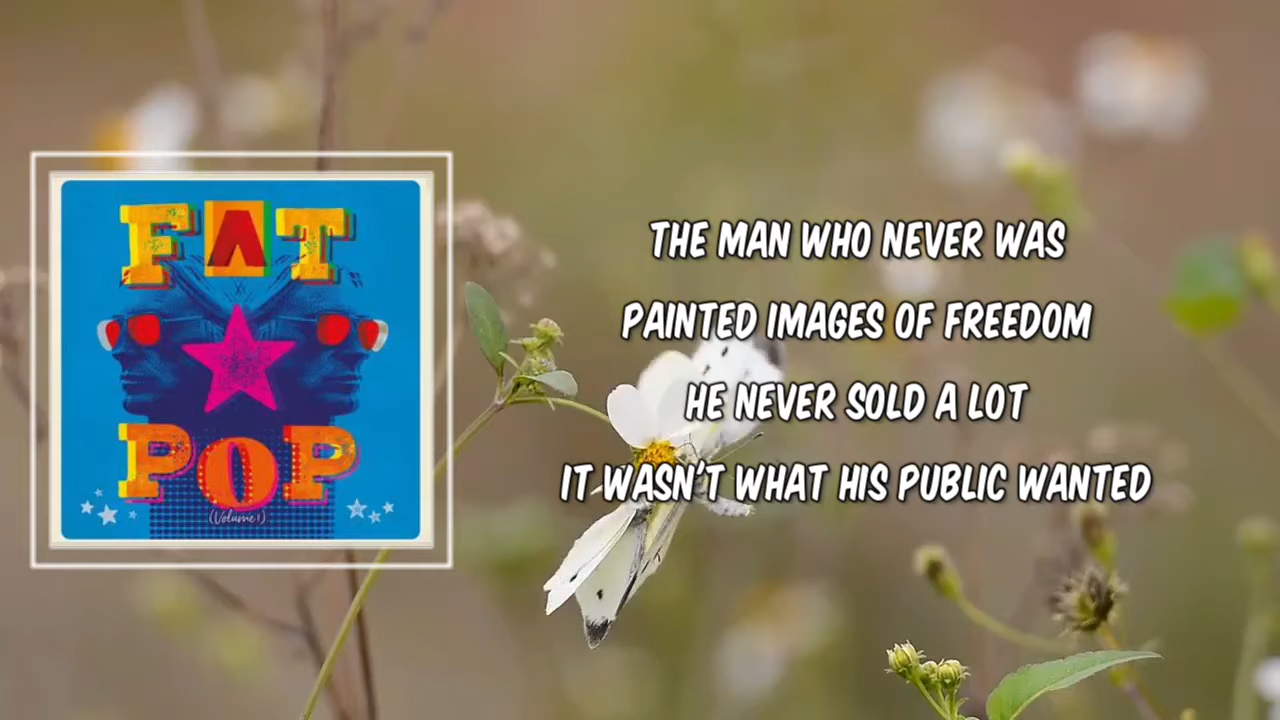 FAT
POP
(Volume 1)
THE MAN WHO NEVER WAS
PAINTED IMAGES OF FREEDOM
HE NEVER SOLD A LOT
IT WASN'T WHAT HIS PUBLIC WANTED